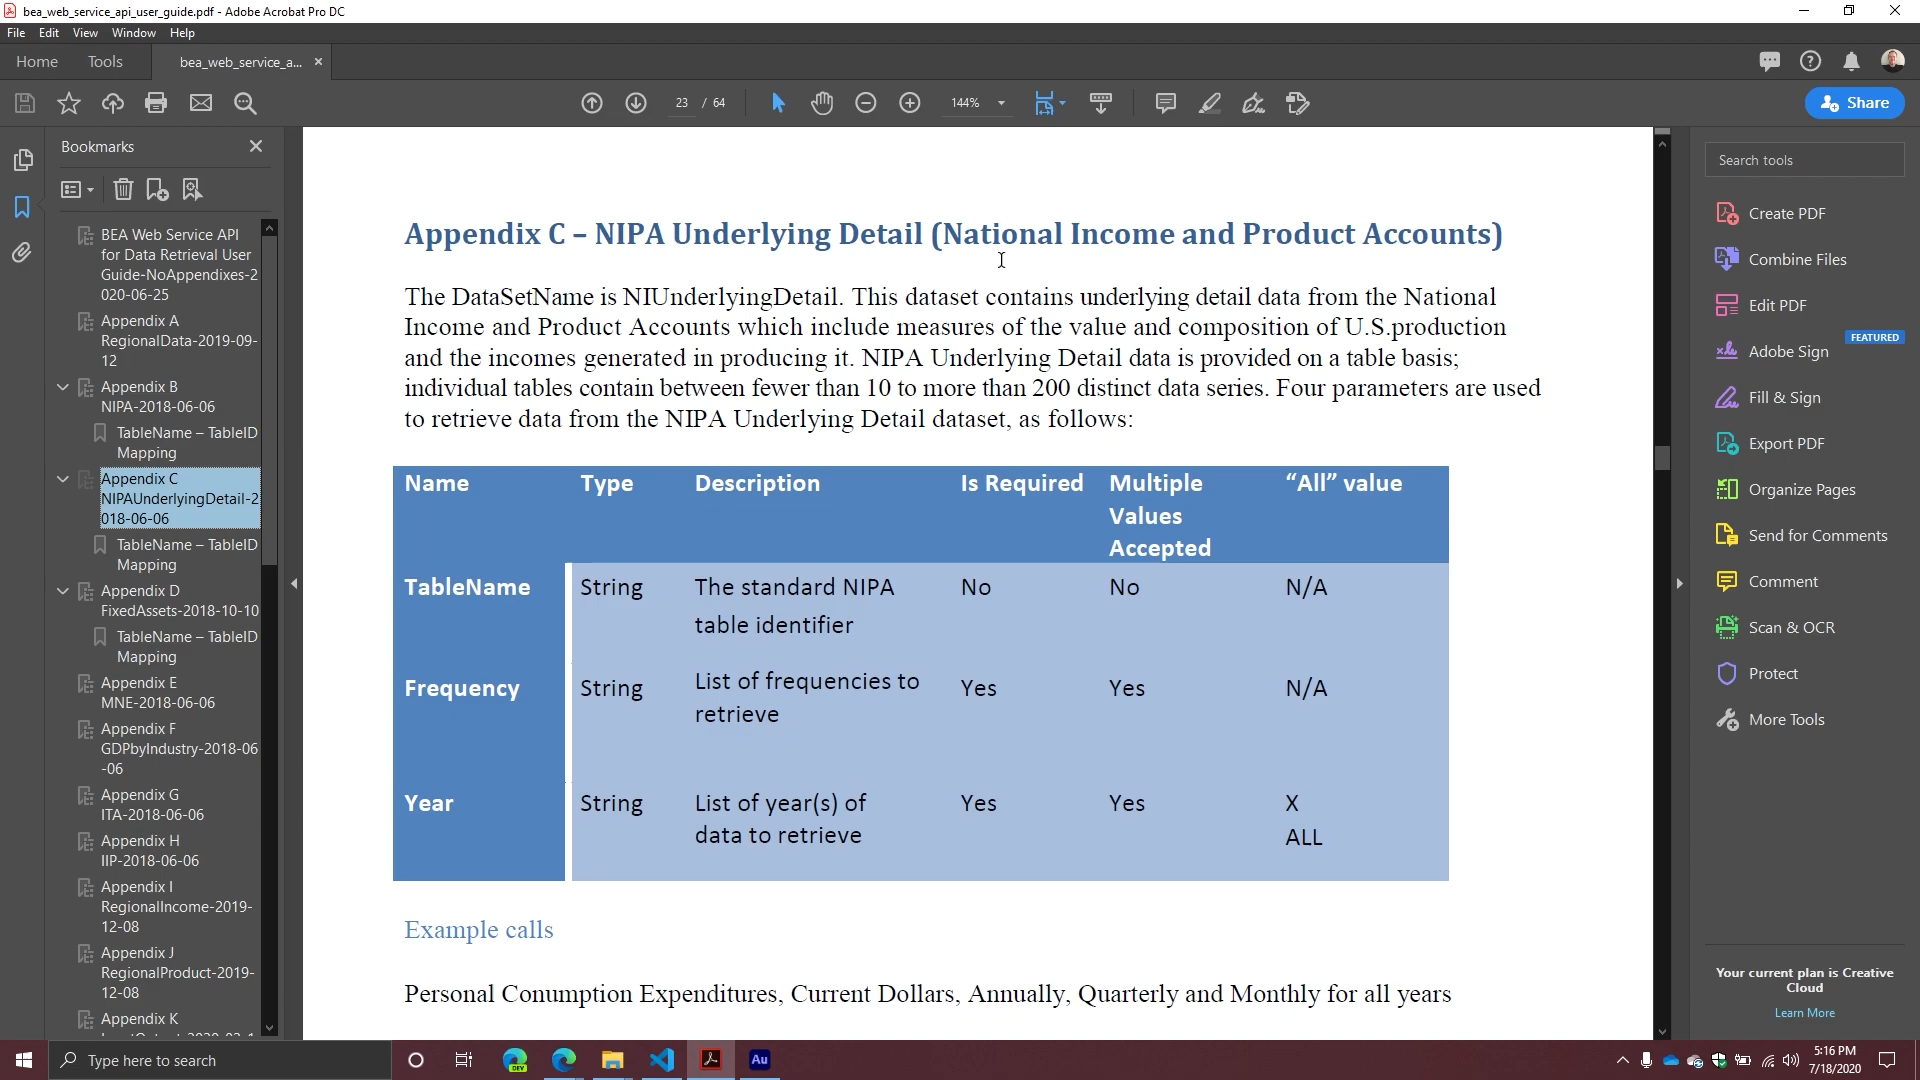 bea_web_service_api_user_guide.pdf - Adobe Acrobat Pro DC
File Edit View Window Help
Home Tools bea_web_service_a... ×
23 / 64 144% Share
Bookmarks
BEA Web Service API
for Data Retrieval User
Guide-NoAppendixes-2
020-06-25
Appendix A
RegionalData-2019-09-
12
Appendix B
NIPA-2018-06-06
TableName – TableID
Mapping
Appendix C
NIPAUnderlyingDetail-2
018-06-06
TableName – TableID
Mapping
Appendix D
FixedAssets-2018-10-10
TableName – TableID
Mapping
Appendix E
MNE-2018-06-06
Appendix F
GDPbyIndustry-2018-06
-06
Appendix G
ITA-2018-06-06
Appendix H
IIP-2018-06-06
Appendix I
RegionalIncome-2019-
12-08
Appendix J
RegionalProduct-2019-
12-08
Appendix K
Appendix C – NIPA Underlying Detail (National Income and Product Accounts)
The DataSetName is NIUnderlyingDetail. This dataset contains underlying detail data from the National
Income and Product Accounts which include measures of the value and composition of U.S.production
and the incomes generated in producing it. NIPA Underlying Detail data is provided on a table basis;
individual tables contain between fewer than 10 to more than 200 distinct data series. Four parameters are used
to retrieve data from the NIPA Underlying Detail dataset, as follows:
Name Type Description Is Required Multiple "All" value
Values
Accepted
TableName String The standard NIPA No No N/A
table identifier
Frequency String List of frequencies to Yes Yes N/A
retrieve
Year String List of year(s) of Yes Yes X
data to retrieve ALL
Example calls
Personal Conumption Expenditures, Current Dollars, Annually, Quarterly and Monthly for all years
Search tools
Create PDF
Combine Files
Edit PDF
FEATURED
Adobe Sign
Fill & Sign
Export PDF
Organize Pages
Send for Comments
Comment
Scan & OCR
Protect
More Tools
Your current plan is Creative
Cloud
Learn More
Type here to search
DEV
Au
5:16 PM
7/18/2020